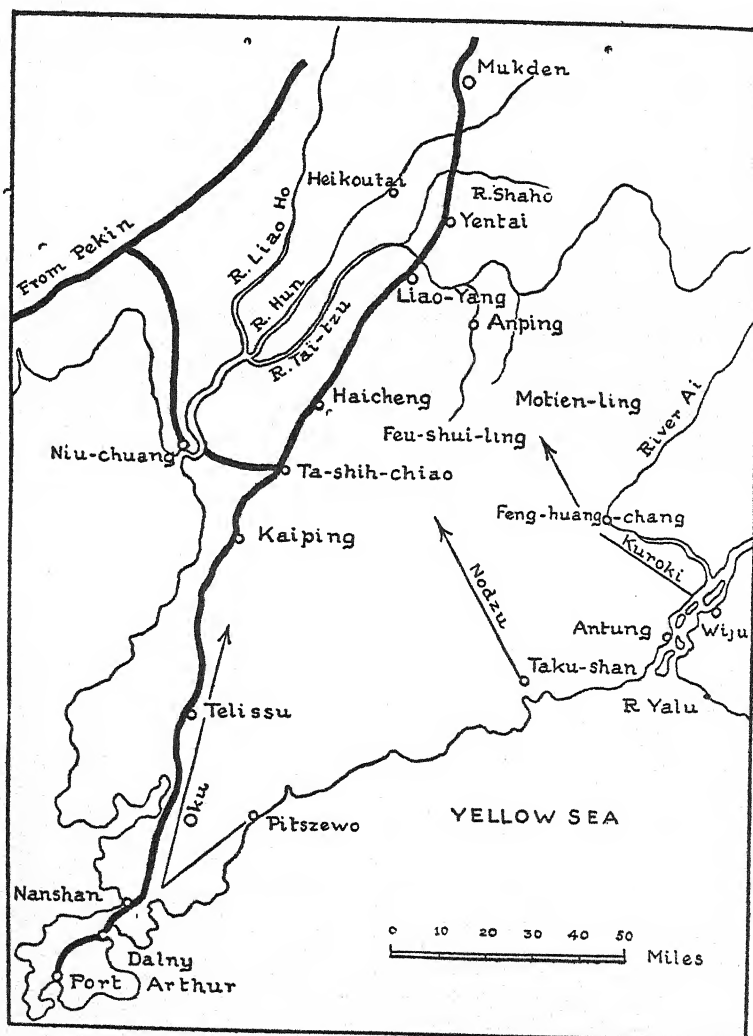 Mukden
Heikoutai
R. Shaho
Yentai
From Pekin
R. Liao Ho
R. Hun
R. Tai-tzu
Liao-Yang
Anping
Haicheng
Motien-ling
Feu-shui-ling
River Ai
Niu-chuang
Ta-shih-chiao
Feng-huang-chang
Kaiping
Kuroki
Nodzu
Antung
Wiju
Taku-shan
R Yalu
Telissu
Oku
Pitszewo
YELLOW SEA
Nanshan
0 10 20 30 40 50
Miles
Dalny
Port Arthur